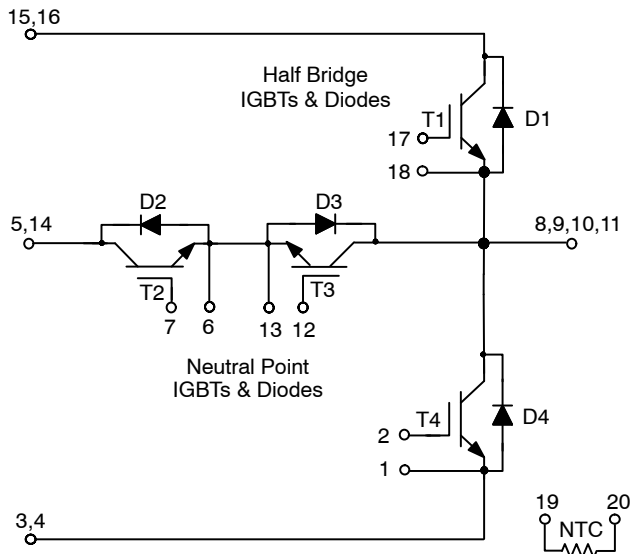 15,16
Half Bridge
IGBTs & Diodes
T1
D1
17
18
D2
D3
5,14
8,9,10,11
T2
T3
7
6
13
12
Neutral Point
IGBTs & Diodes
T4
D4
2
1
3,4
19
20
NTC